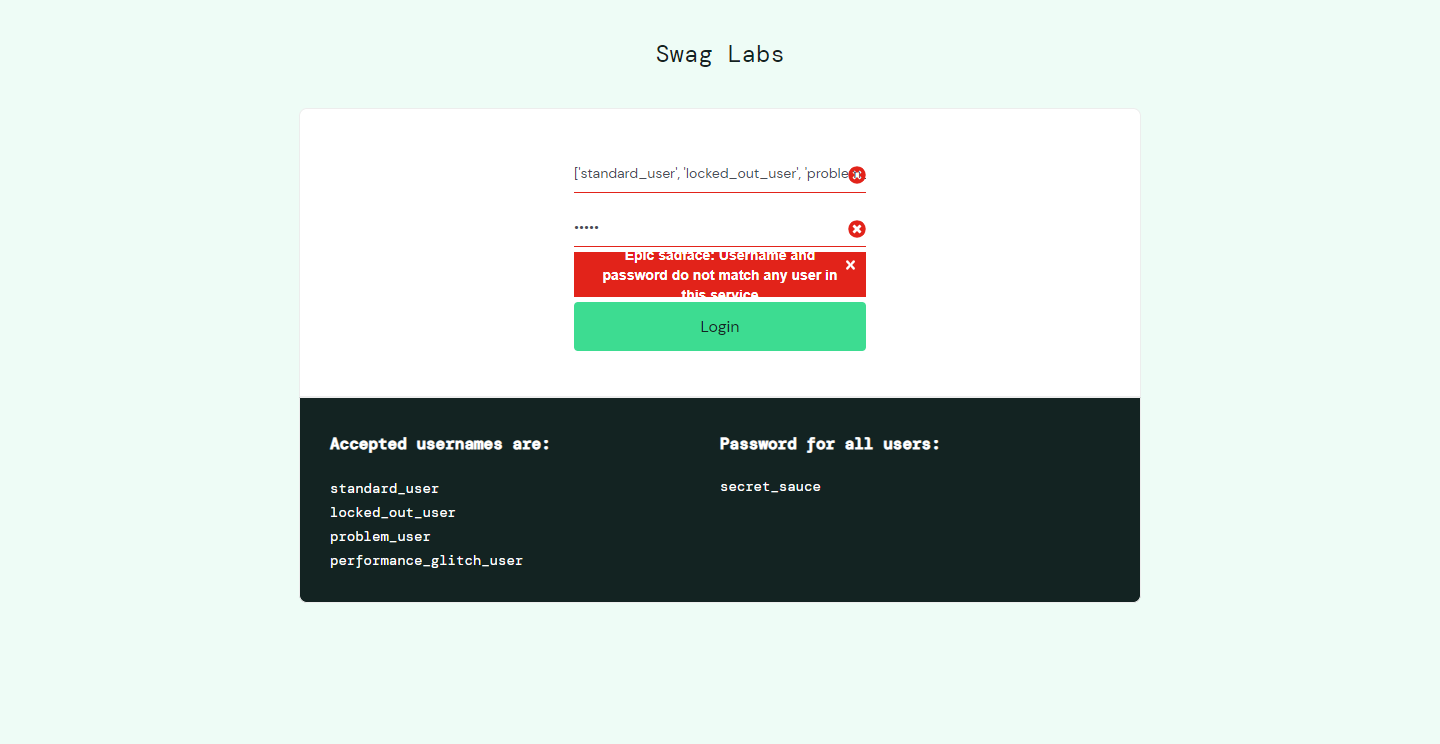 Swag Labs
['standard_user', 'locked_out_user', 'proble
•••••
Epic sadface: Username and
password do not match any user in
this service
Login
Accepted usernames are:
standard_user
locked_out_user
problem_user
performance_glitch_user
Password for all users:
secret_sauce